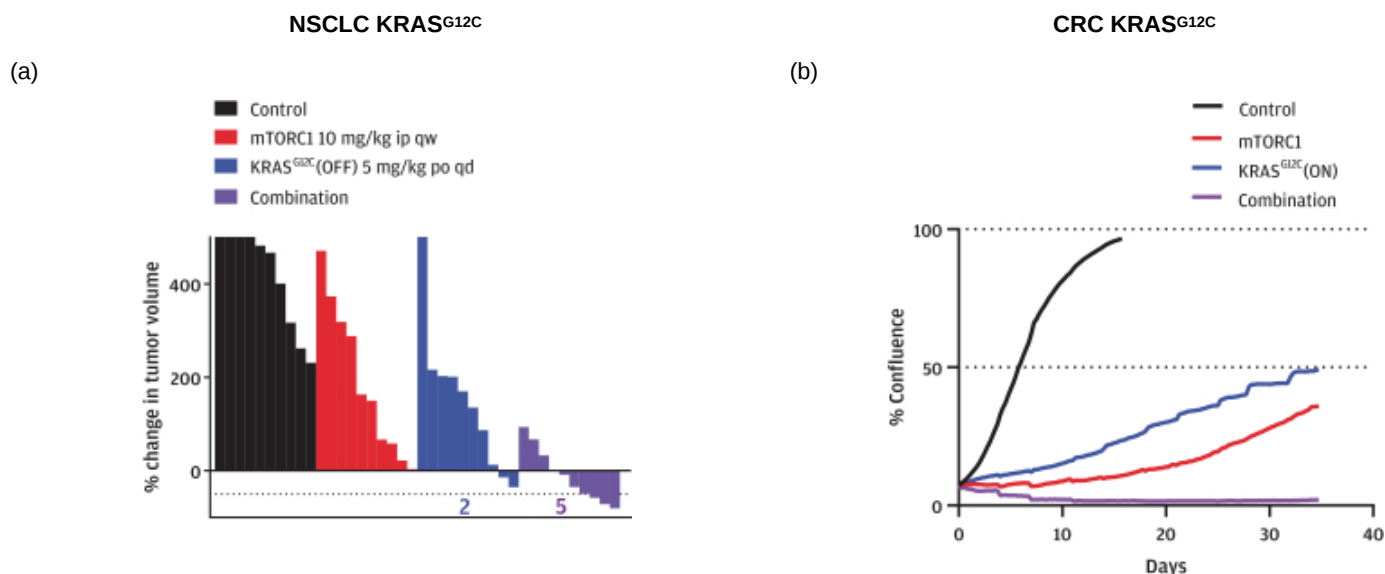 NSCLC KRASG12C
(a)
Control
mTORC1 10 mg/kg ip qw
KRASG12C(OFF) 5 mg/kg po qd
Combination
% change in tumor volume
400
200
0
2
5
CRC KRASG12C
(b)
Control
mTORC1
KRASG12C(ON)
Combination
% Confluence
100
50
0
0
10
20
30
40
Days